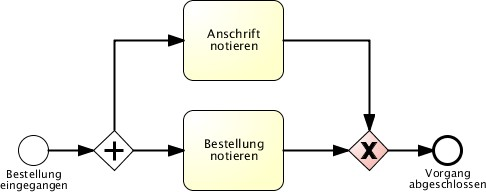 Anschrift
notieren
Bestellung
notieren
Bestellung
eingegangen
X
Vorgang
abgeschlossen